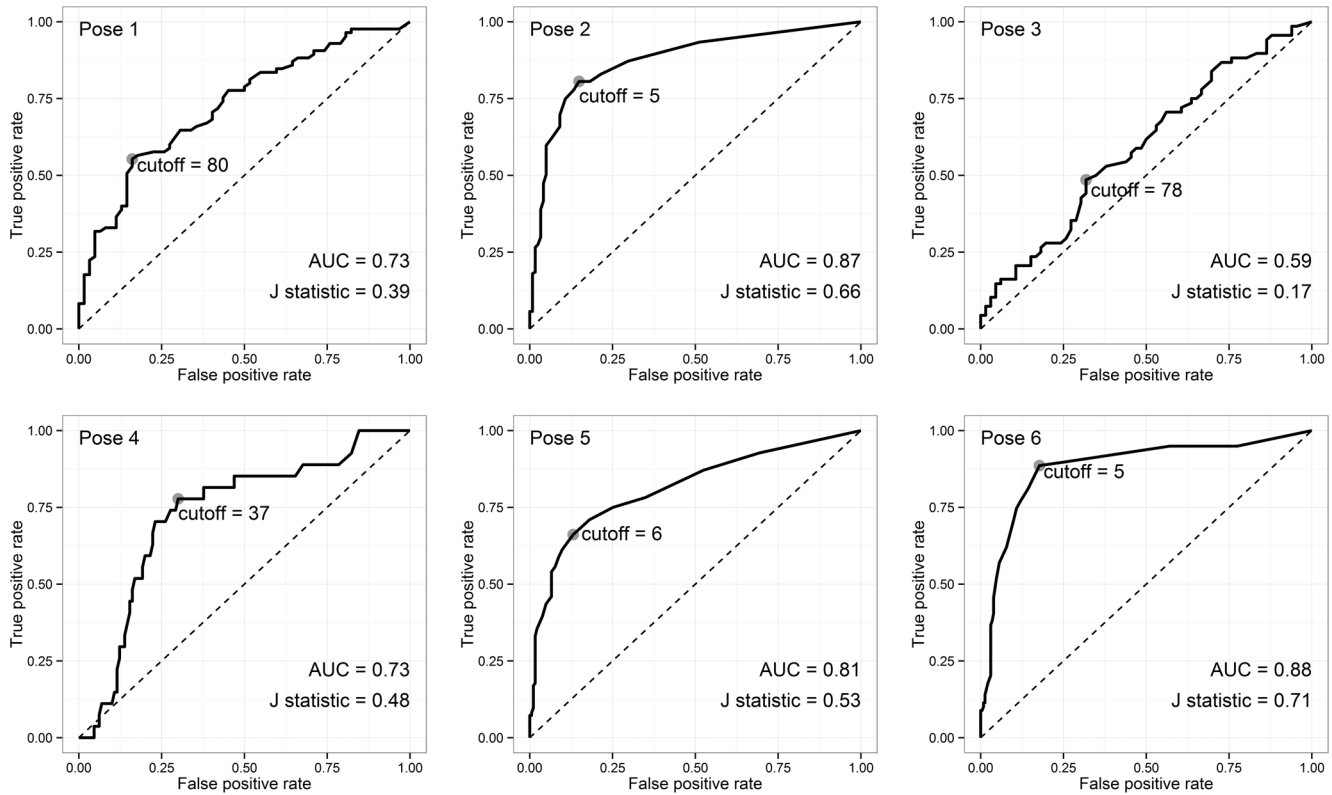 Pose 1
1.00
0.75
0.50
0.25
0.00
True positive rate
cutoff = 80
AUC = 0.73
J statistic = 0.39
0.00 0.25 0.50 0.75 1.00
False positive rate
Pose 2
1.00
0.75
0.50
0.25
0.00
True positive rate
cutoff = 5
AUC = 0.87
J statistic = 0.66
0.00 0.25 0.50 0.75 1.00
False positive rate
Pose 3
1.00
0.75
0.50
0.25
0.00
True positive rate
cutoff = 78
AUC = 0.59
J statistic = 0.17
0.00 0.25 0.50 0.75 1.00
False positive rate
Pose 4
1.00
0.75
0.50
0.25
0.00
True positive rate
cutoff = 37
AUC = 0.73
J statistic = 0.48
0.00 0.25 0.50 0.75 1.00
False positive rate
Pose 5
1.00
0.75
0.50
0.25
0.00
True positive rate
cutoff = 6
AUC = 0.81
J statistic = 0.53
0.00 0.25 0.50 0.75 1.00
False positive rate
Pose 6
1.00
0.75
0.50
0.25
0.00
True positive rate
cutoff = 5
AUC = 0.88
J statistic = 0.71
0.00 0.25 0.50 0.75 1.00
False positive rate